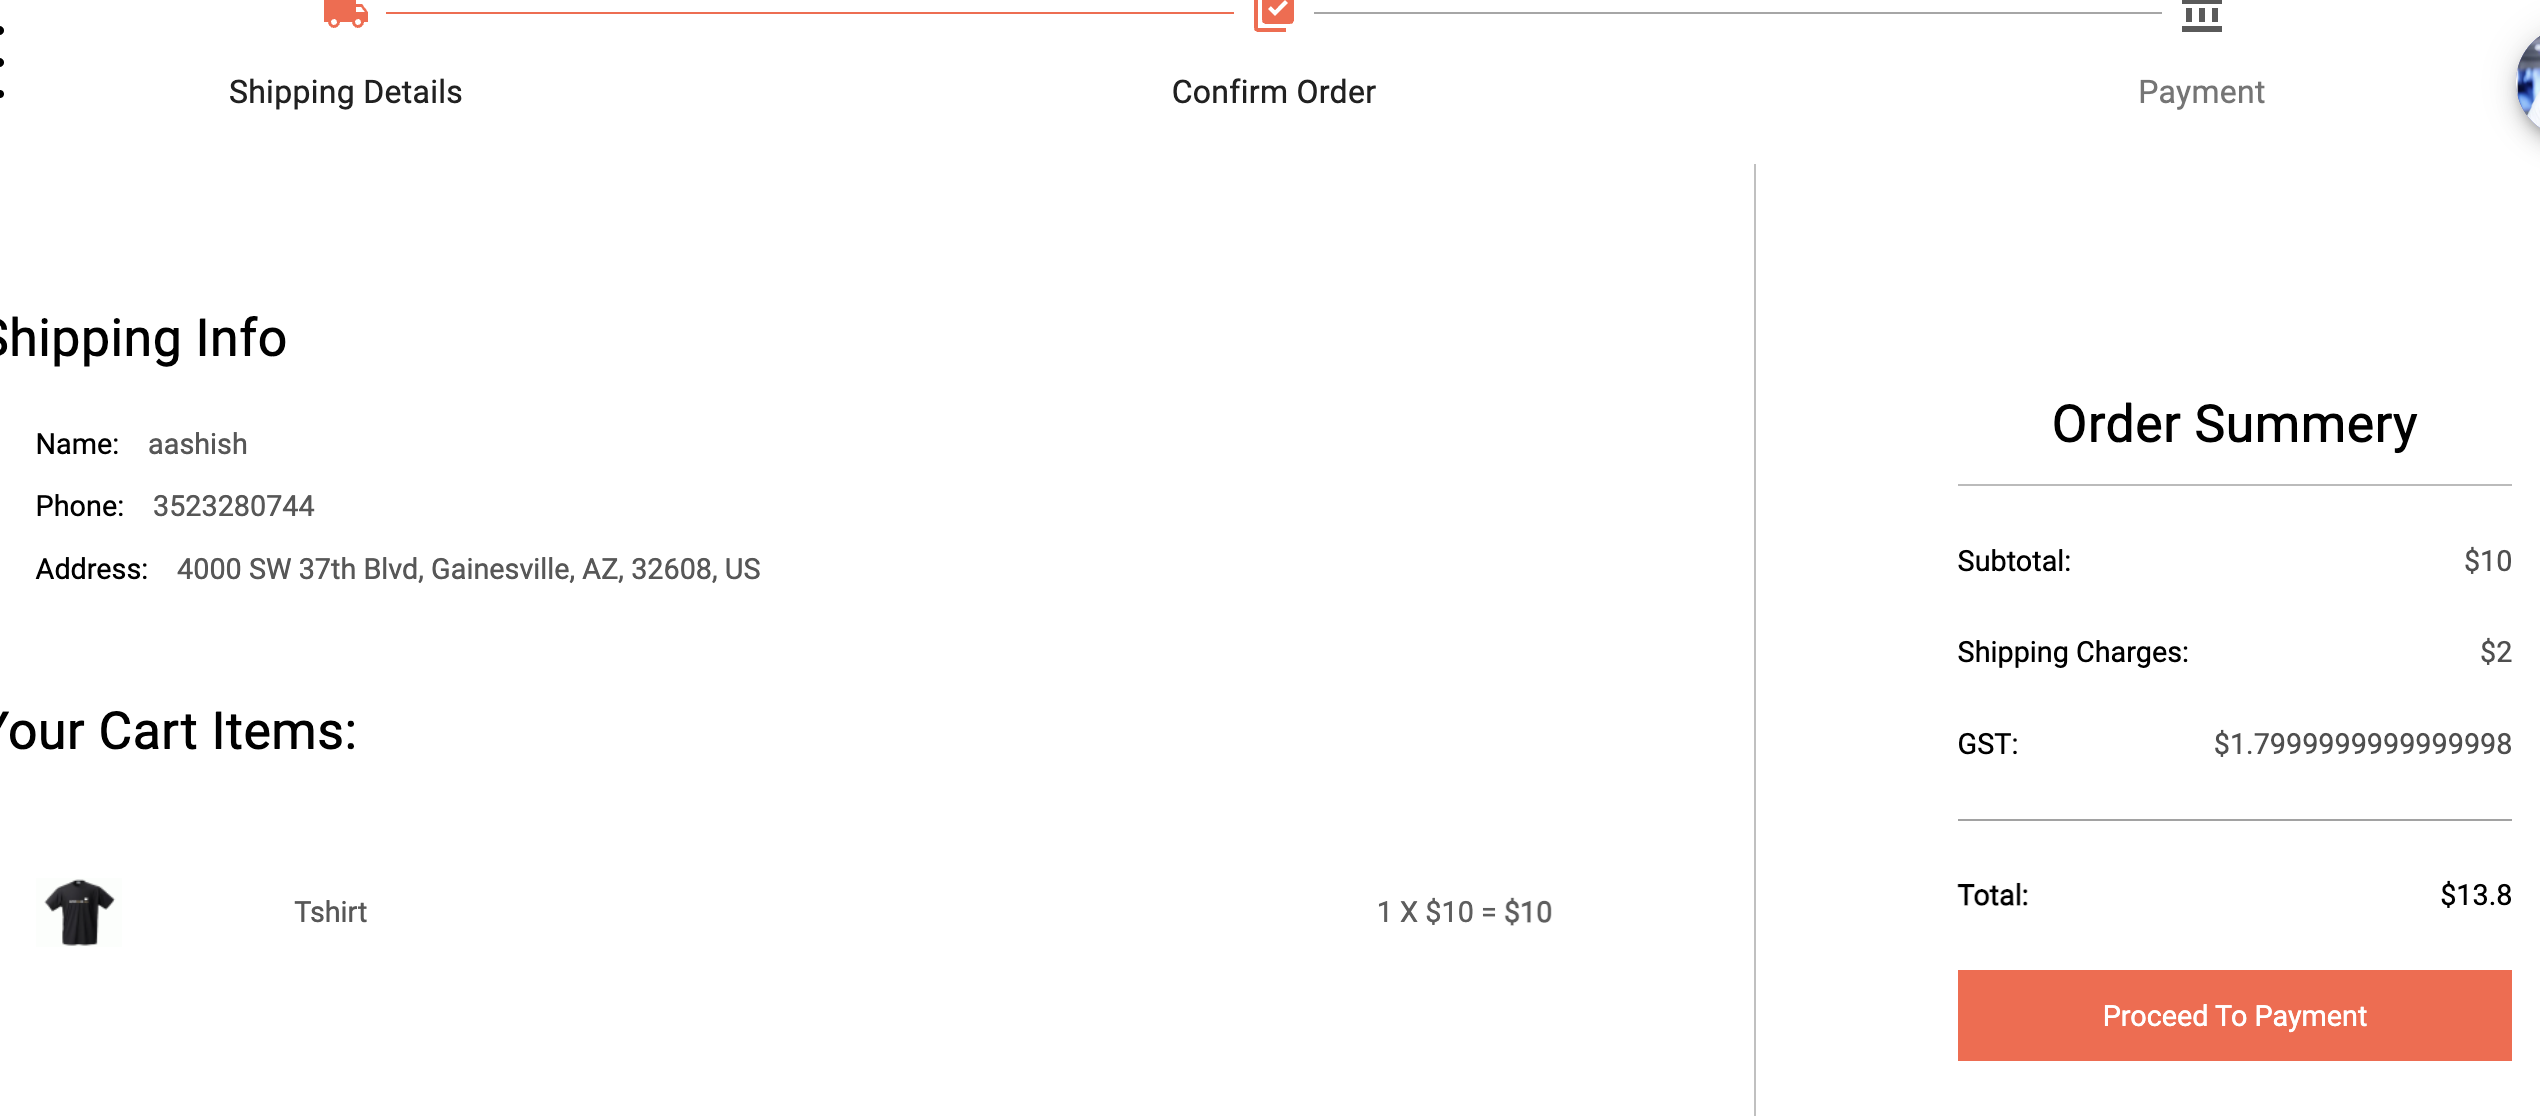 Shipping Details
Confirm Order
Payment
Shipping Info
Name: aashish
Phone: 3523280744
Address: 4000 SW 37th Blvd, Gainesville, AZ, 32608, US
Your Cart Items:
Tshirt
1 X $10 = $10
Order Summery
Subtotal: $10
Shipping Charges: $2
GST: $1.7999999999999998
Total: $13.8
Proceed To Payment